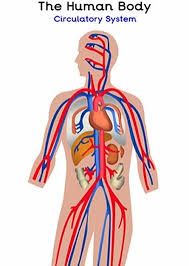 The Human Body
Circulatory System